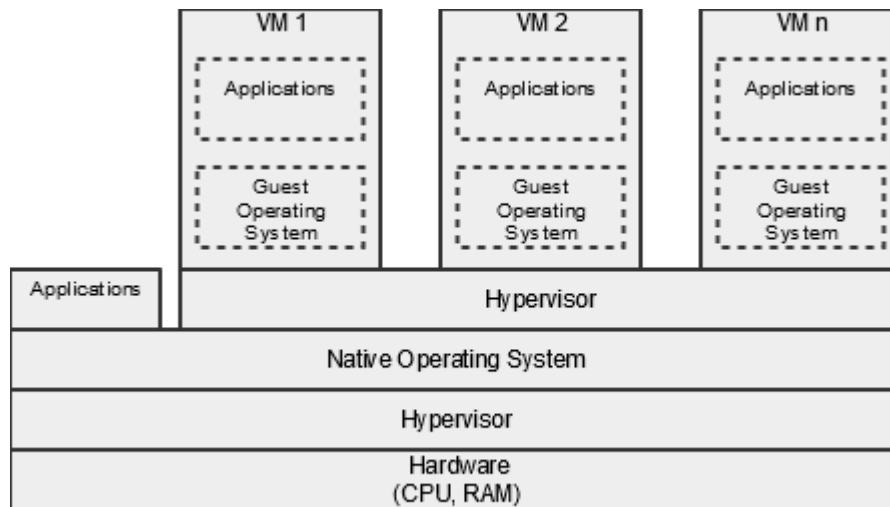 VM 1
VM 2
VM n
Applications
Applications
Applications
Guest
Operating
System
Guest
Operating
System
Guest
Operating
System
Applications
Hypervisor
Native Operating System
Hypervisor
Hardware
(CPU, RAM)